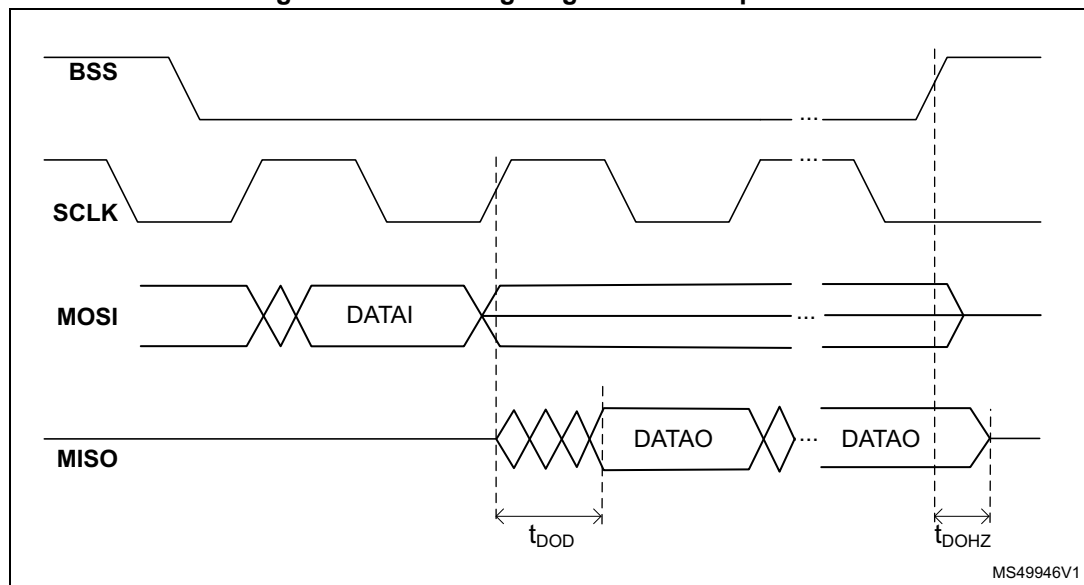 BSS
...
...
SCLK
MOSI
DATAI
...
MISO
DATAO
...
DATAO
tDOD
tDOHZ
MS49946V1